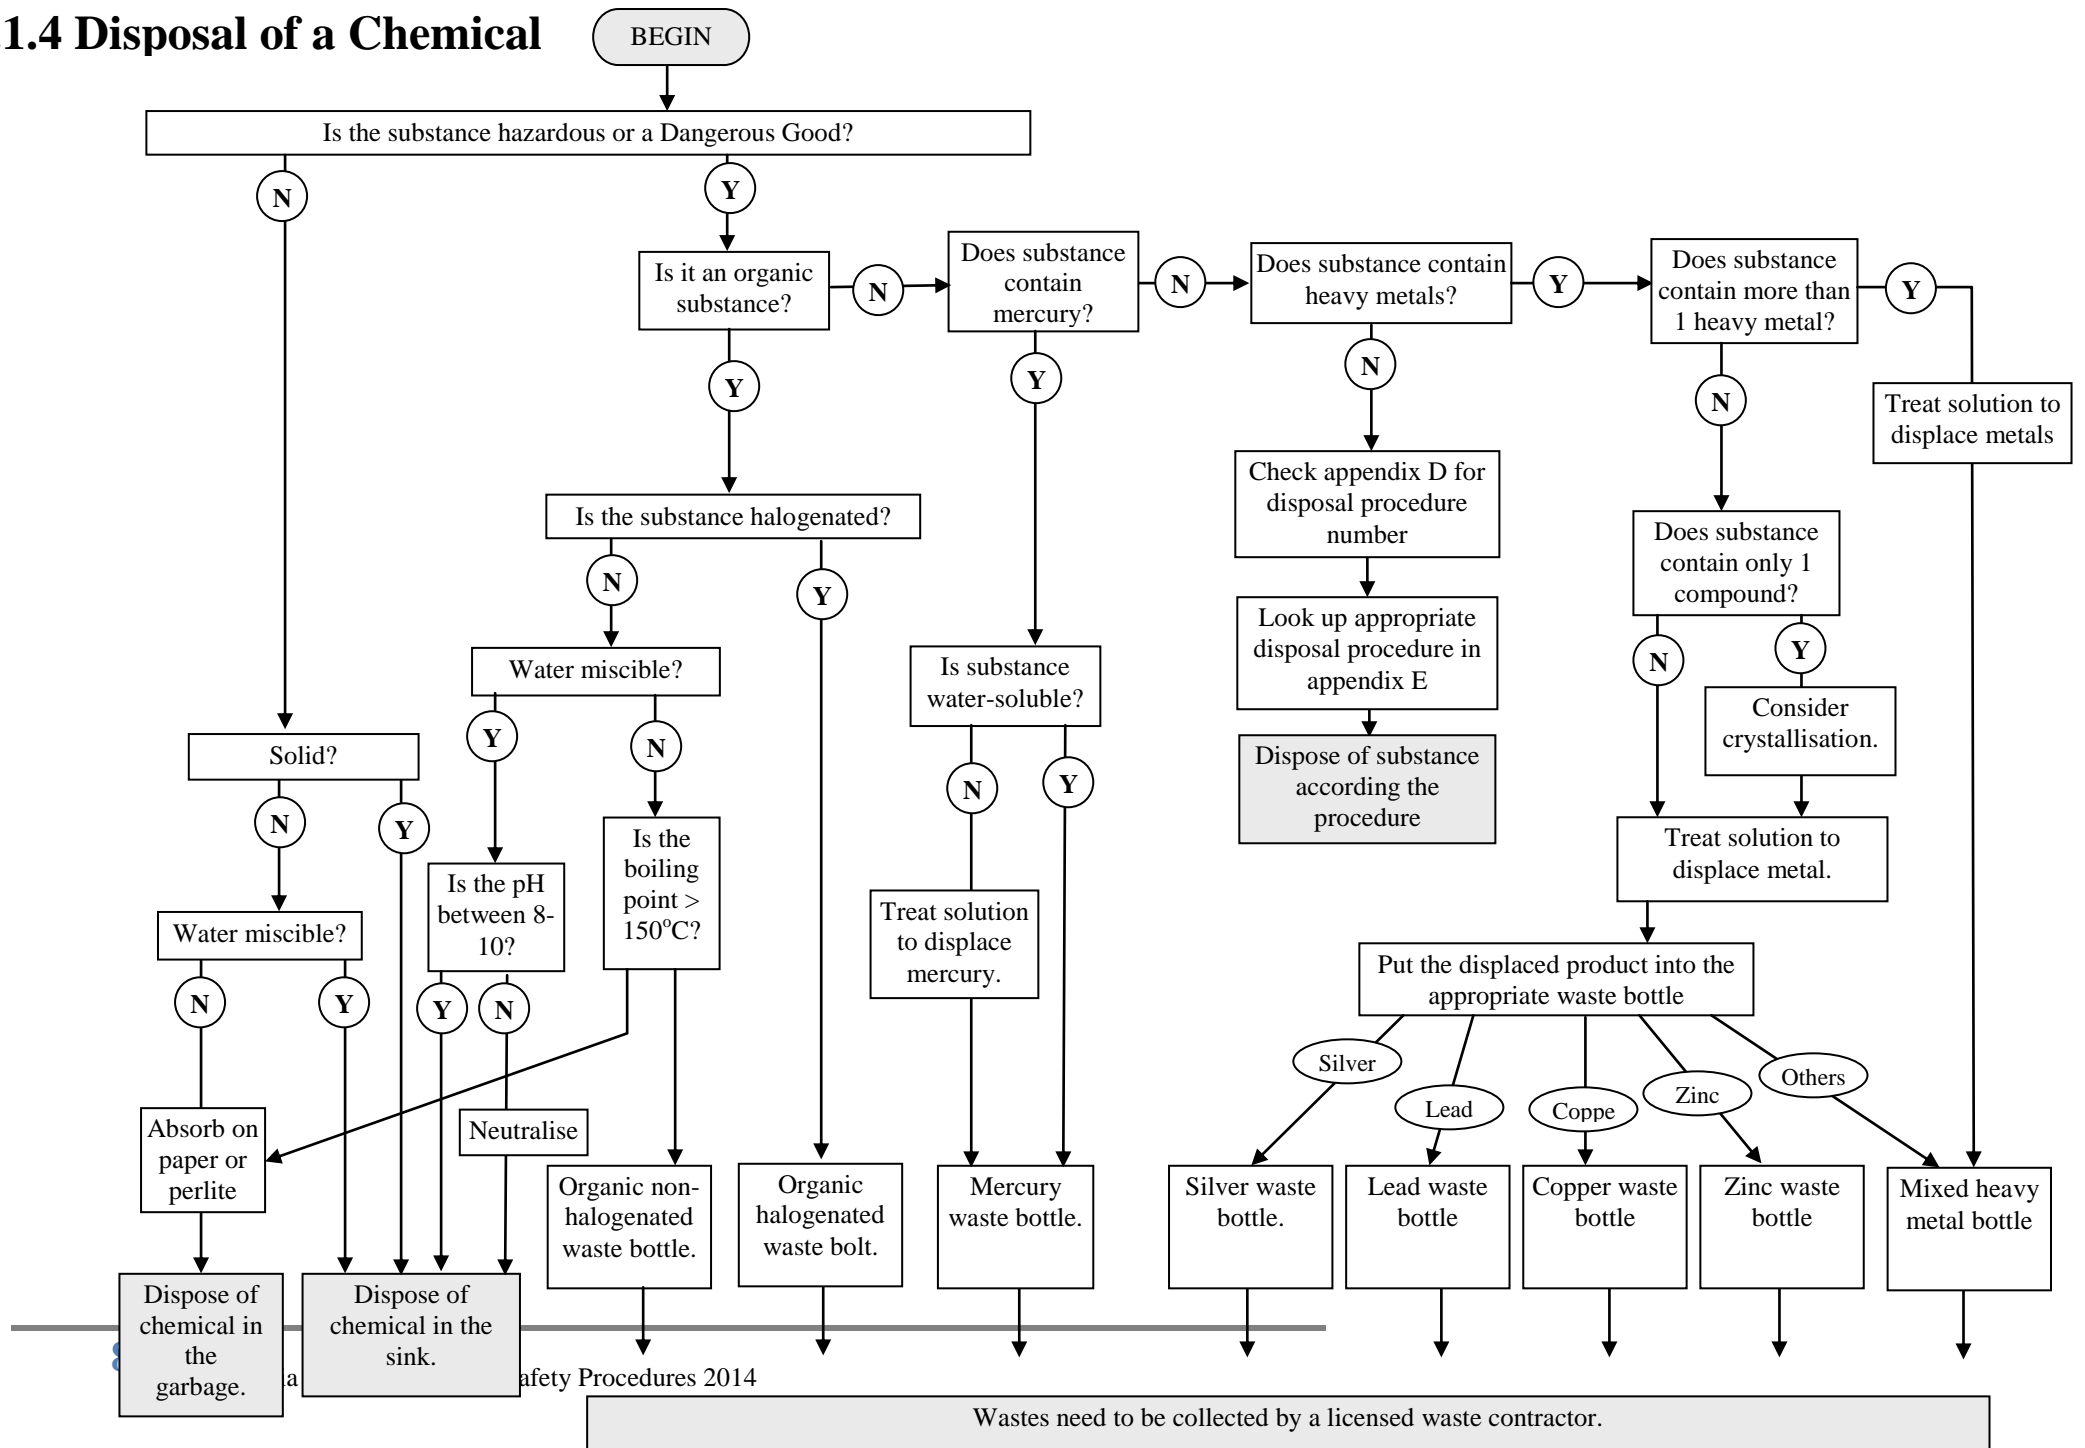 1.4 Disposal of a Chemical
BEGIN
Is the substance hazardous or a Dangerous Good?
N
Y
Is it an organic
substance?
N
Does substance
contain
mercury?
N
Does substance contain
heavy metals?
Y
Does substance
contain more than
1 heavy metal?
Y
Y
Y
N
N
Treat solution to
displace metals
Check appendix D for
disposal procedure
number
Is the substance halogenated?
Does substance
contain only 1
compound?
N
Y
Look up appropriate
disposal procedure in
appendix E
N
Y
Water miscible?
Is substance
water-soluble?
Consider
crystallisation.
Y
N
Solid?
N
Y
Dispose of substance
according the
procedure
N
Y
Is the
boiling
point >
150°C?
Treat solution to
displace metal.
Is the pH
between 8-
10?
Water miscible?
Treat solution
to displace
mercury.
Put the displaced product into the
appropriate waste bottle
N
Y
Y
N
Silver
Lead
Coppe
Zinc
Others
Absorb on
paper or
perlite
Neutralise
Organic non-
halogenated
waste bottle.
Organic
halogenated
waste bolt.
Mercury
waste bottle.
Silver waste
bottle.
Lead waste
bottle
Copper waste
bottle
Zinc waste
bottle
Mixed heavy
metal bottle
Dispose of
chemical in
the
garbage.
Dispose of
chemical in the
sink.
ia
afety Procedures 2014
Wastes need to be collected by a licensed waste contractor.